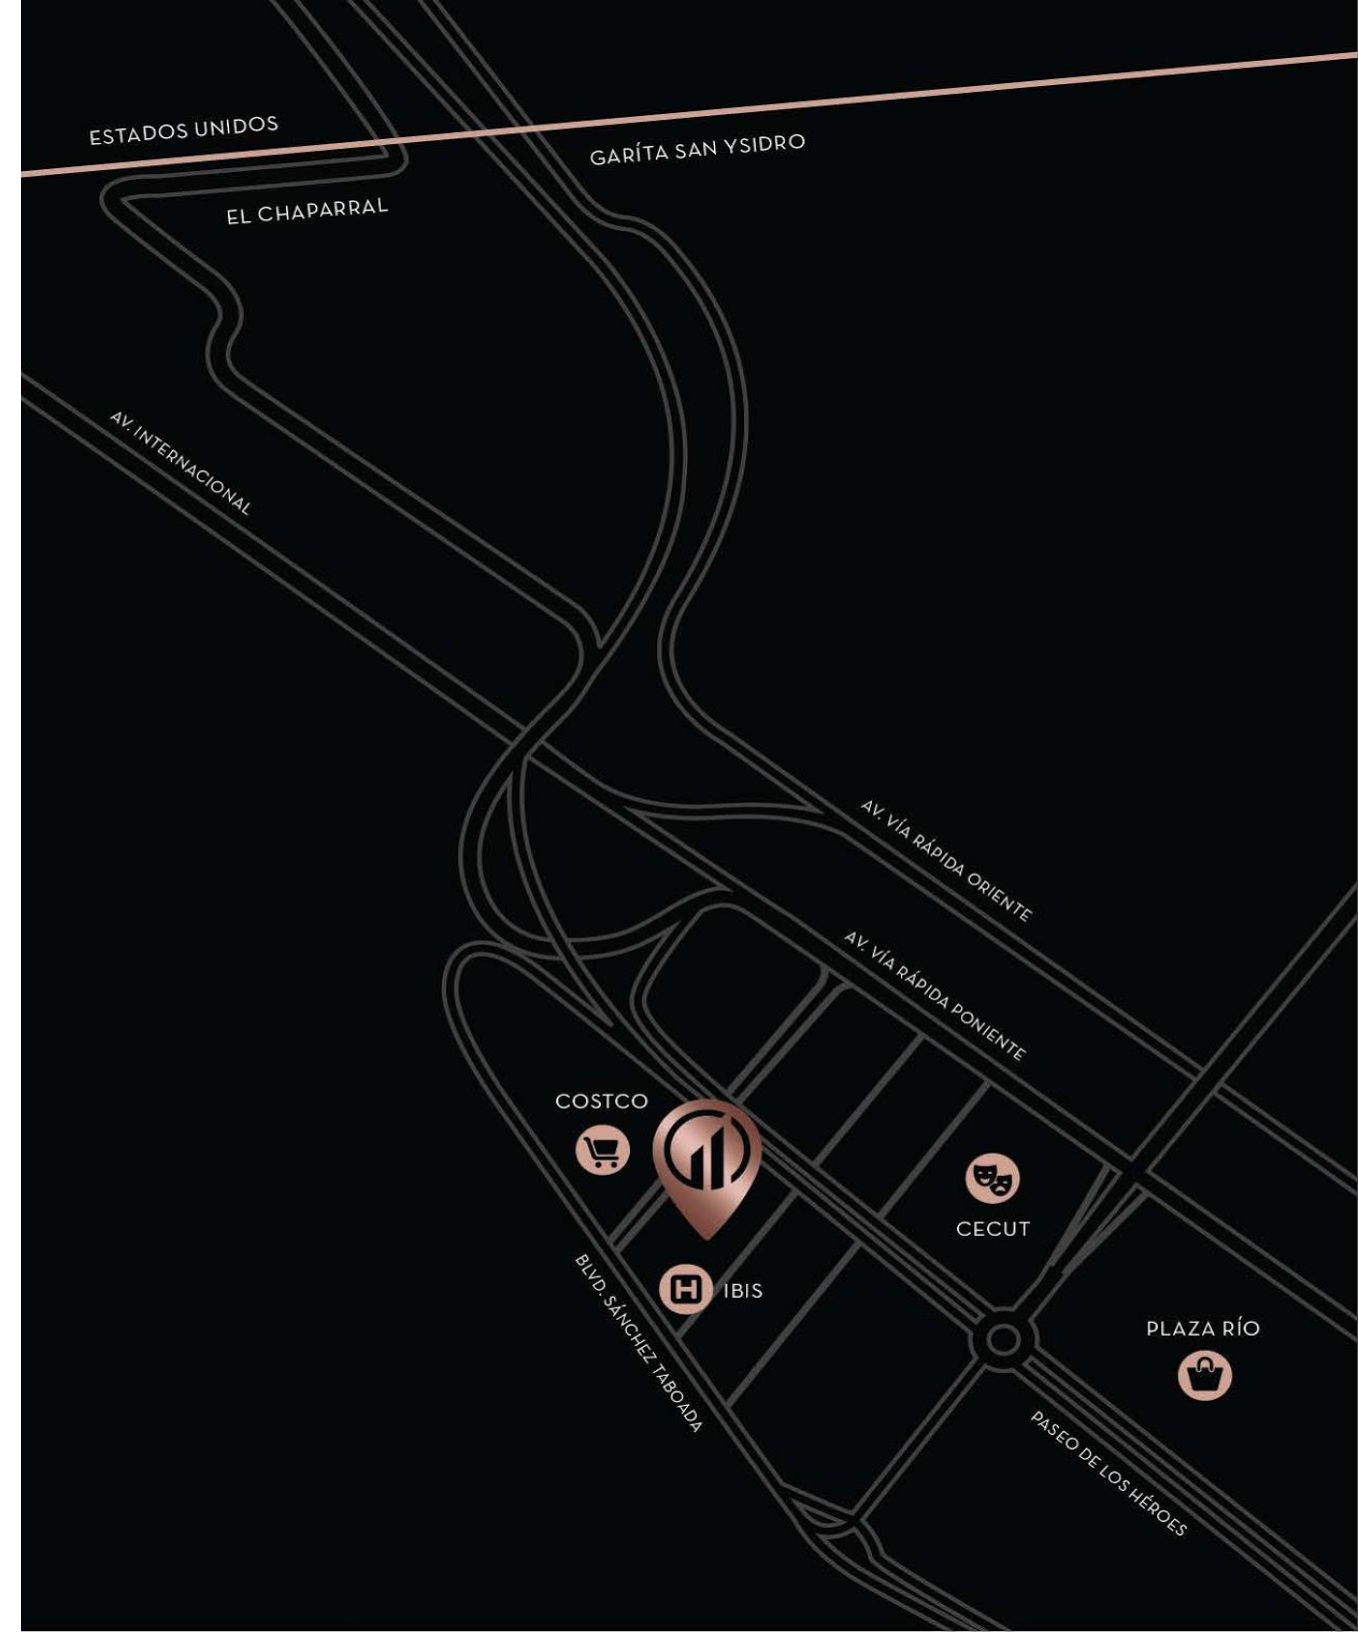 ESTADOS UNIDOS
GARÍTA SAN YSIDRO
EL CHAPARRAL
AV. INTERNACIONAL
AV. VÍA RÁPIDA ORIENTE
AV. VÍA RÁPIDA PONIENTE
COSTCO
CECUT
BLVD. SÁNCHEZ TABOADA
H IBIS
PLAZA RÍO
PASEO DE LOS HÉROES